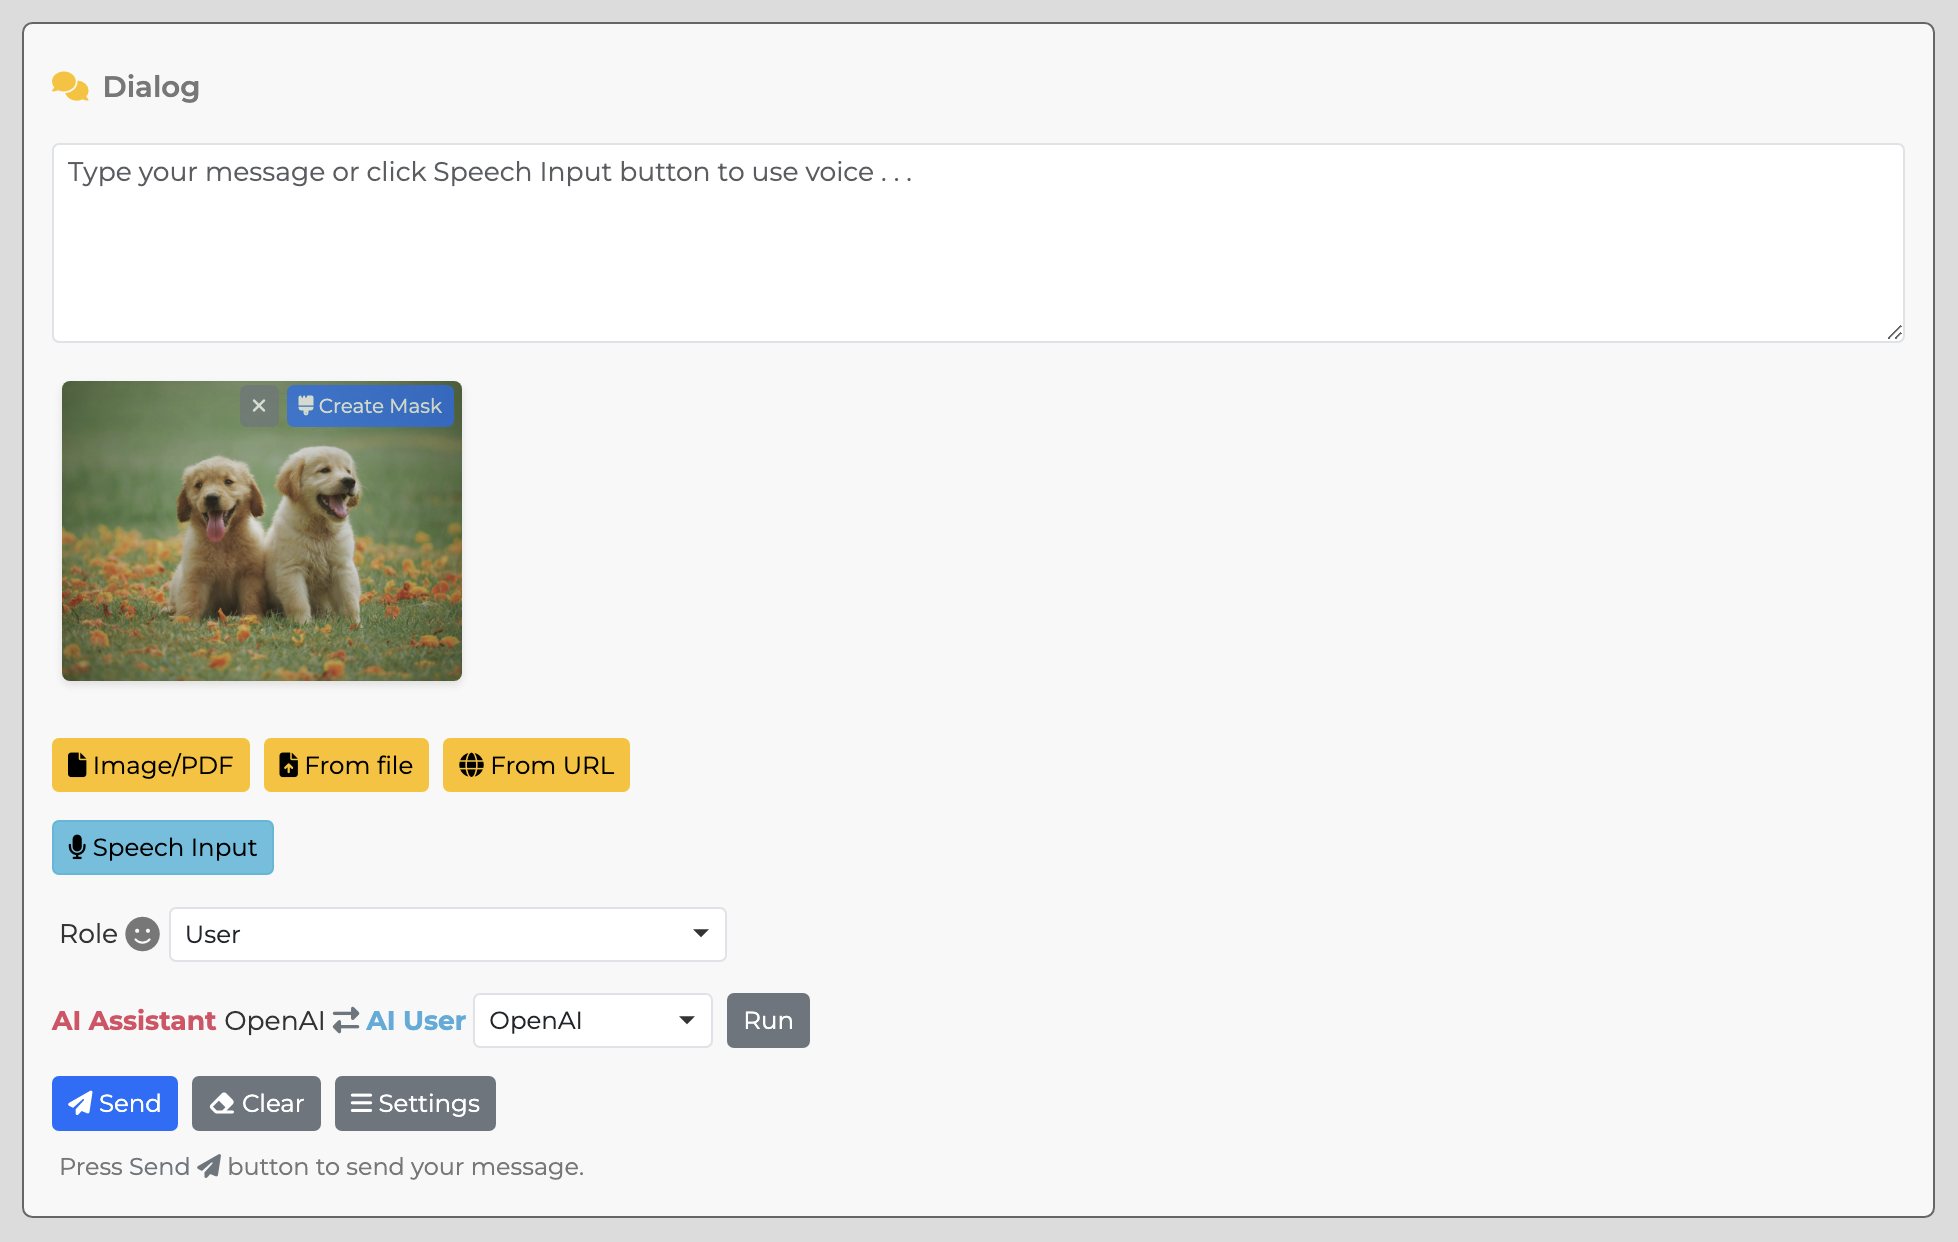 Dialog
Type your message or click Speech Input button to use voice . . .
Create Mask
Image/PDF From file From URL
Speech Input
Role User
AI Assistant OpenAI AI User OpenAI Run
Send Clear Settings
Press Send button to send your message.